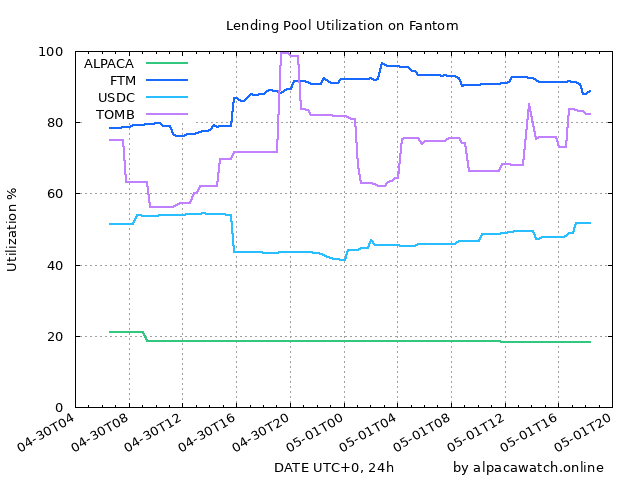 Lending Pool Utilization on Fantom
ALPACA
FTM
USDC
TOMB
Utilization %
100
80
60
40
20
0
04-30T04
04-30T08
04-30T12
04-30T16
04-30T20
05-01T00
05-01T04
05-01T08
05-01T12
05-01T16
05-01T20
DATE UTC+0, 24h
by alpacawatch.online